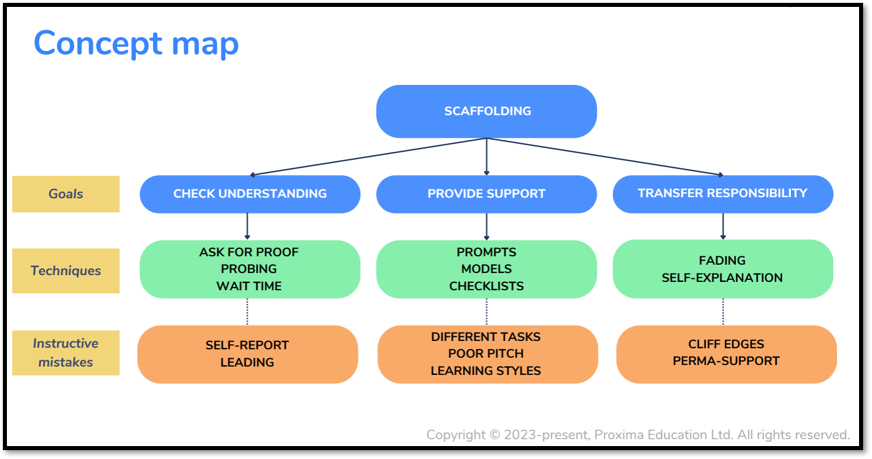 Concept map
SCAFFOLDING
Goals
CHECK UNDERSTANDING
PROVIDE SUPPORT
TRANSFER RESPONSIBILITY
Techniques
ASK FOR PROOF
PROBING
WAIT TIME
PROMPTS
MODELS
CHECKLISTS
FADING
SELF-EXPLANATION
Instructive
mistakes
SELF-REPORT
LEADING
DIFFERENT TASKS
POOR PITCH
LEARNING STYLES
CLIFF EDGES
PERMA-SUPPORT
Copyright © 2023-present, Proxima Education Ltd. All rights reserved.